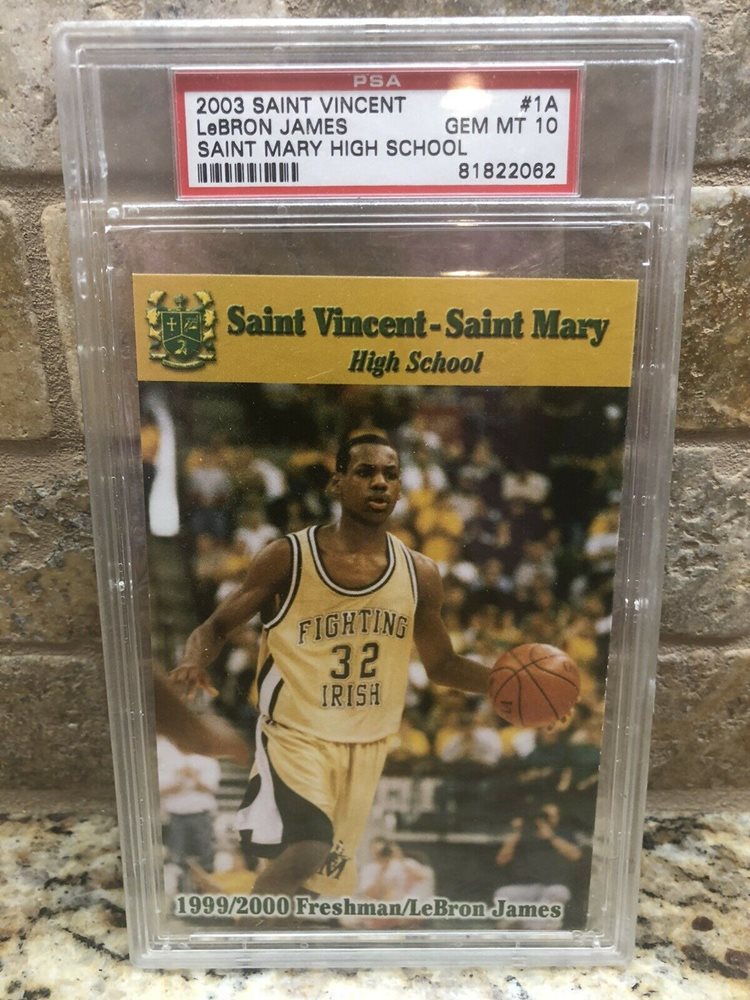 PSA
2003 SAINT VINCENT #1A
LeBRON JAMES GEM MT 10
SAINT MARY HIGH SCHOOL
81822062
Saint Vincent-Saint Mary
High School
FIGHTING
32
IRISH
1999/2000 Freshman/LeBron James